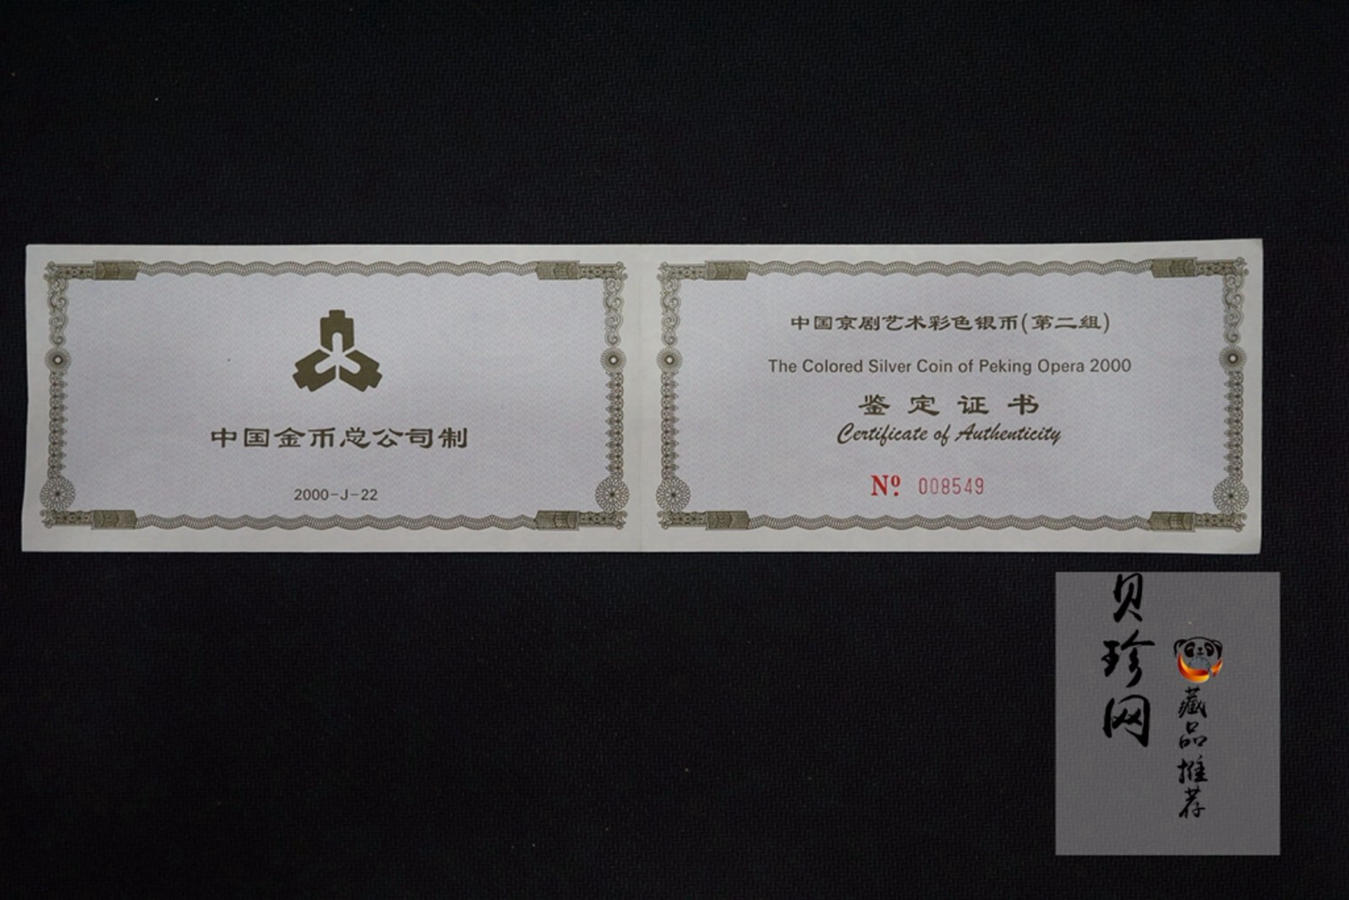 中国金币总公司制
2000-J-22
中国京剧艺术彩色银币(第二组)
The Colored Silver Coin of Peking Opera 2000
鉴定证书
Certificate of Authenticity
Nº. 008549
贝珍网
藏品推荐